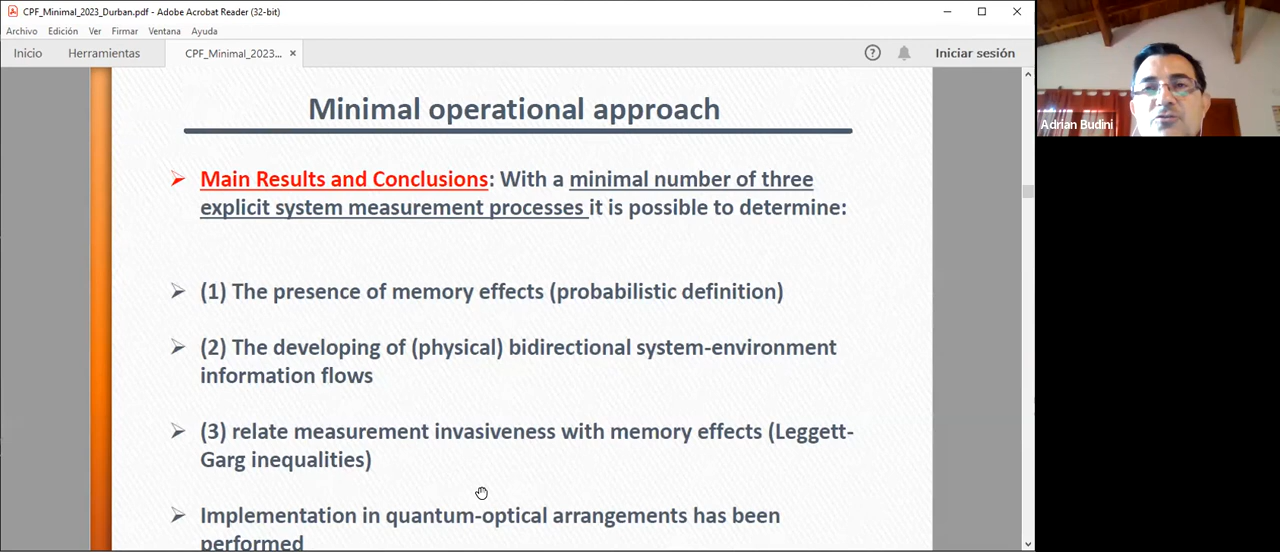 CPF_Minimal_2023_Durban.pdf - Adobe Acrobat Reader (32-bit)
Archivo Edición Ver Firmar Ventana Ayuda
Inicio Herramientas CPF_Minimal_2023... × Iniciar sesión
Adrian Budini
Minimal operational approach
Main Results and Conclusions: With a minimal number of three
explicit system measurement processes it is possible to determine:
(1) The presence of memory effects (probabilistic definition)
(2) The developing of (physical) bidirectional system-environment
information flows
(3) relate measurement invasiveness with memory effects (Leggett-
Garg inequalities)
Implementation in quantum-optical arrangements has been
performed